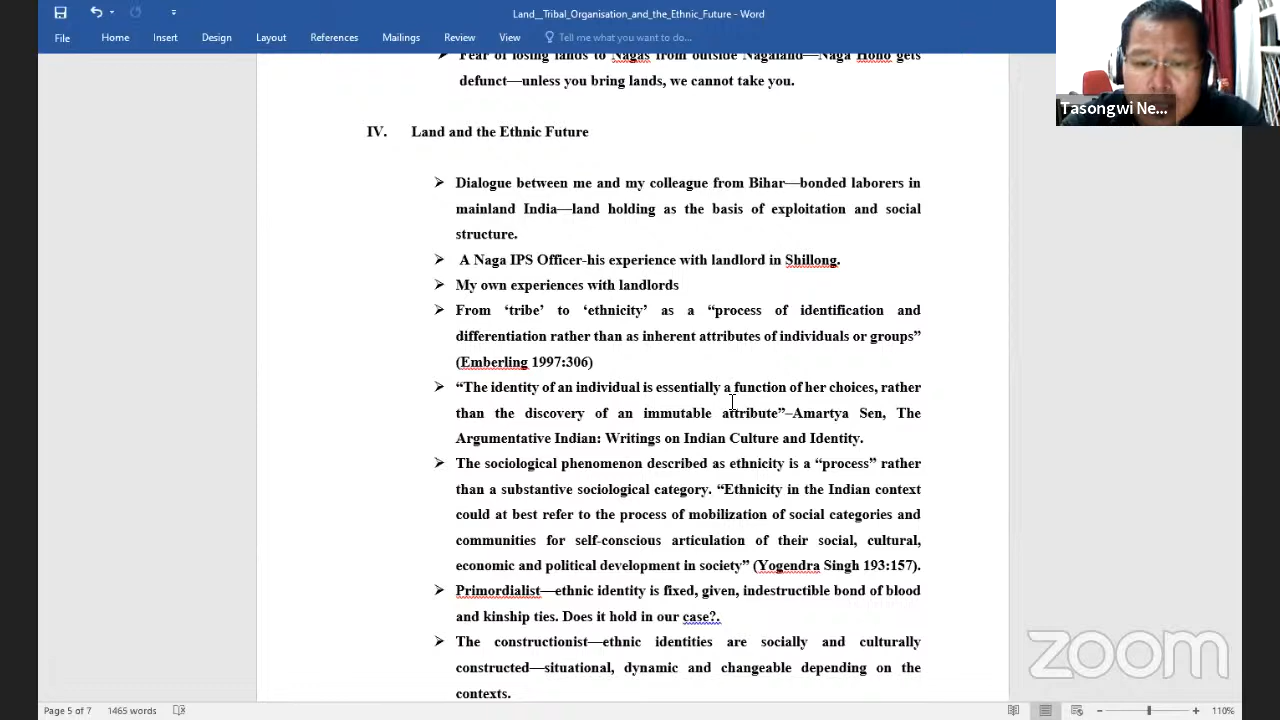 Land__Tribal_Organisation_and_the_Ethnic_Future - Word
File Home Insert Design Layout References Mailings Review View Tell me what you want to do...
Tasongwi Ne...
➢ Fear of losing lands to Nagas from outside Nagaland—Naga Hoho gets
defunct—unless you bring lands, we cannot take you.
IV. Land and the Ethnic Future
➢ Dialogue between me and my colleague from Bihar—bonded laborers in
mainland India—land holding as the basis of exploitation and social
structure.
➢ A Naga IPS Officer-his experience with landlord in Shillong.
➢ My own experiences with landlords
➢ From ‘tribe’ to ‘ethnicity’ as a “process of identification and
differentiation rather than as inherent attributes of individuals or groups”
(Emberling 1997:306)
➢ “The identity of an individual is essentially a function of her choices, rather
than the discovery of an immutable attribute”–Amartya Sen, The
Argumentative Indian: Writings on Indian Culture and Identity.
➢ The sociological phenomenon described as ethnicity is a “process” rather
than a substantive sociological category. “Ethnicity in the Indian context
could at best refer to the process of mobilization of social categories and
communities for self-conscious articulation of their social, cultural,
economic and political development in society” (Yogendra Singh 193:157).
➢ Primordialist—ethnic identity is fixed, given, indestructible bond of blood
and kinship ties. Does it hold in our case?.
➢ The constructionist—ethnic identities are socially and culturally
constructed—situational, dynamic and changeable depending on the
contexts.
zoom
Page 5 of 7 1465 words 110%